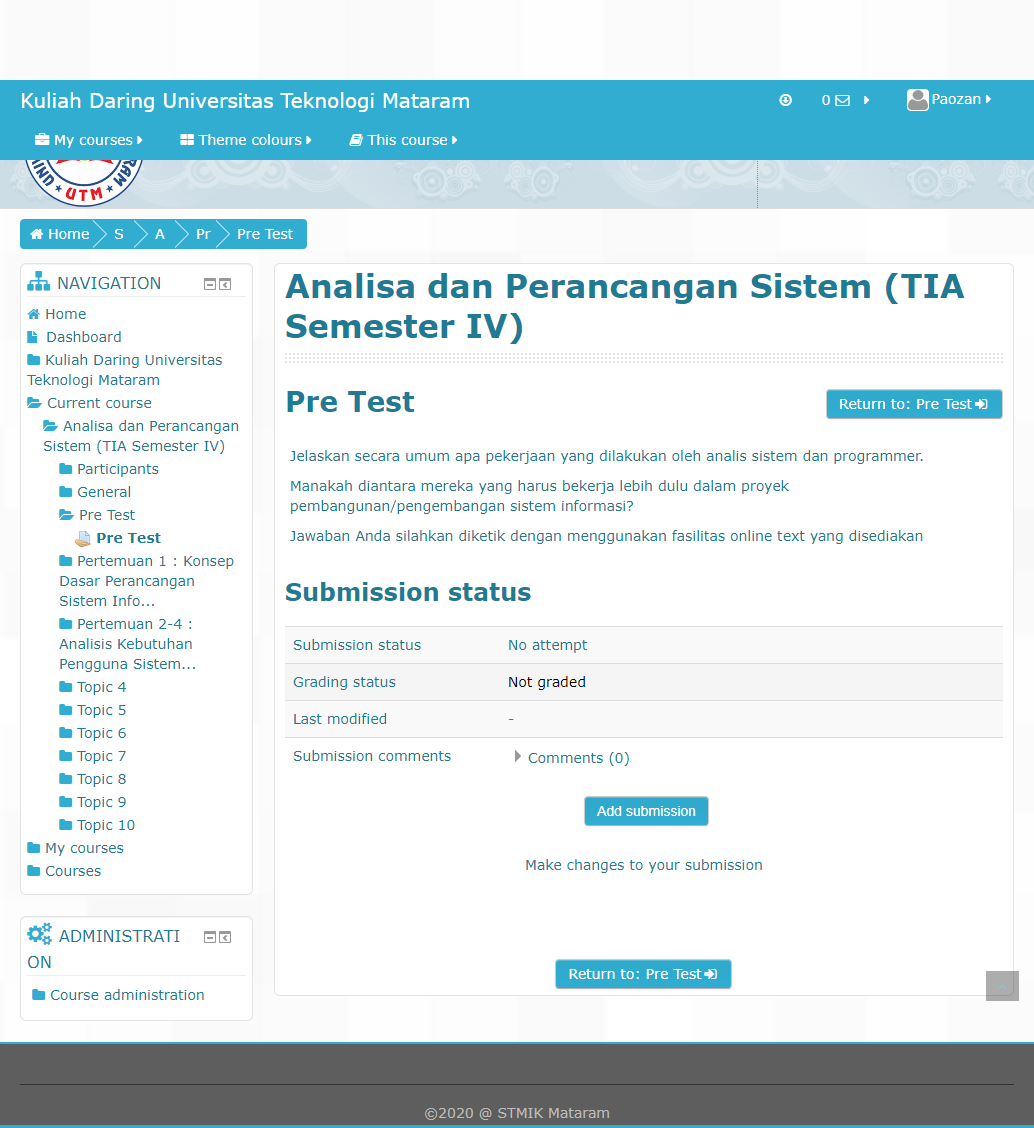 Kuliah Daring Universitas Teknologi Mataram
0
Paozan
My courses
Theme colours
This course
UTM
Home
S
A
Pr
Pre Test
NAVIGATION
Home
Dashboard
Kuliah Daring Universitas
Teknologi Mataram
Current course
Analisa dan Perancangan
Sistem (TIA Semester IV)
Participants
General
Pre Test
Pre Test
Pertemuan 1 : Konsep
Dasar Perancangan
Sistem Info...
Pertemuan 2-4 :
Analisis Kebutuhan
Pengguna Sistem...
Topic 4
Topic 5
Topic 6
Topic 7
Topic 8
Topic 9
Topic 10
My courses
Courses
ADMINISTRATI
ON
Course administration
Analisa dan Perancangan Sistem (TIA
Semester IV)
Pre Test
Return to: Pre Test
Jelaskan secara umum apa pekerjaan yang dilakukan oleh analis sistem dan programmer.
Manakah diantara mereka yang harus bekerja lebih dulu dalam proyek
pembangunan/pengembangan sistem informasi?
Jawaban Anda silahkan diketik dengan menggunakan fasilitas online text yang disediakan
Submission status
Submission status No attempt
Grading status Not graded
Last modified -
Submission comments Comments (0)
Add submission
Make changes to your submission
Return to: Pre Test
©2020 @ STMIK Mataram